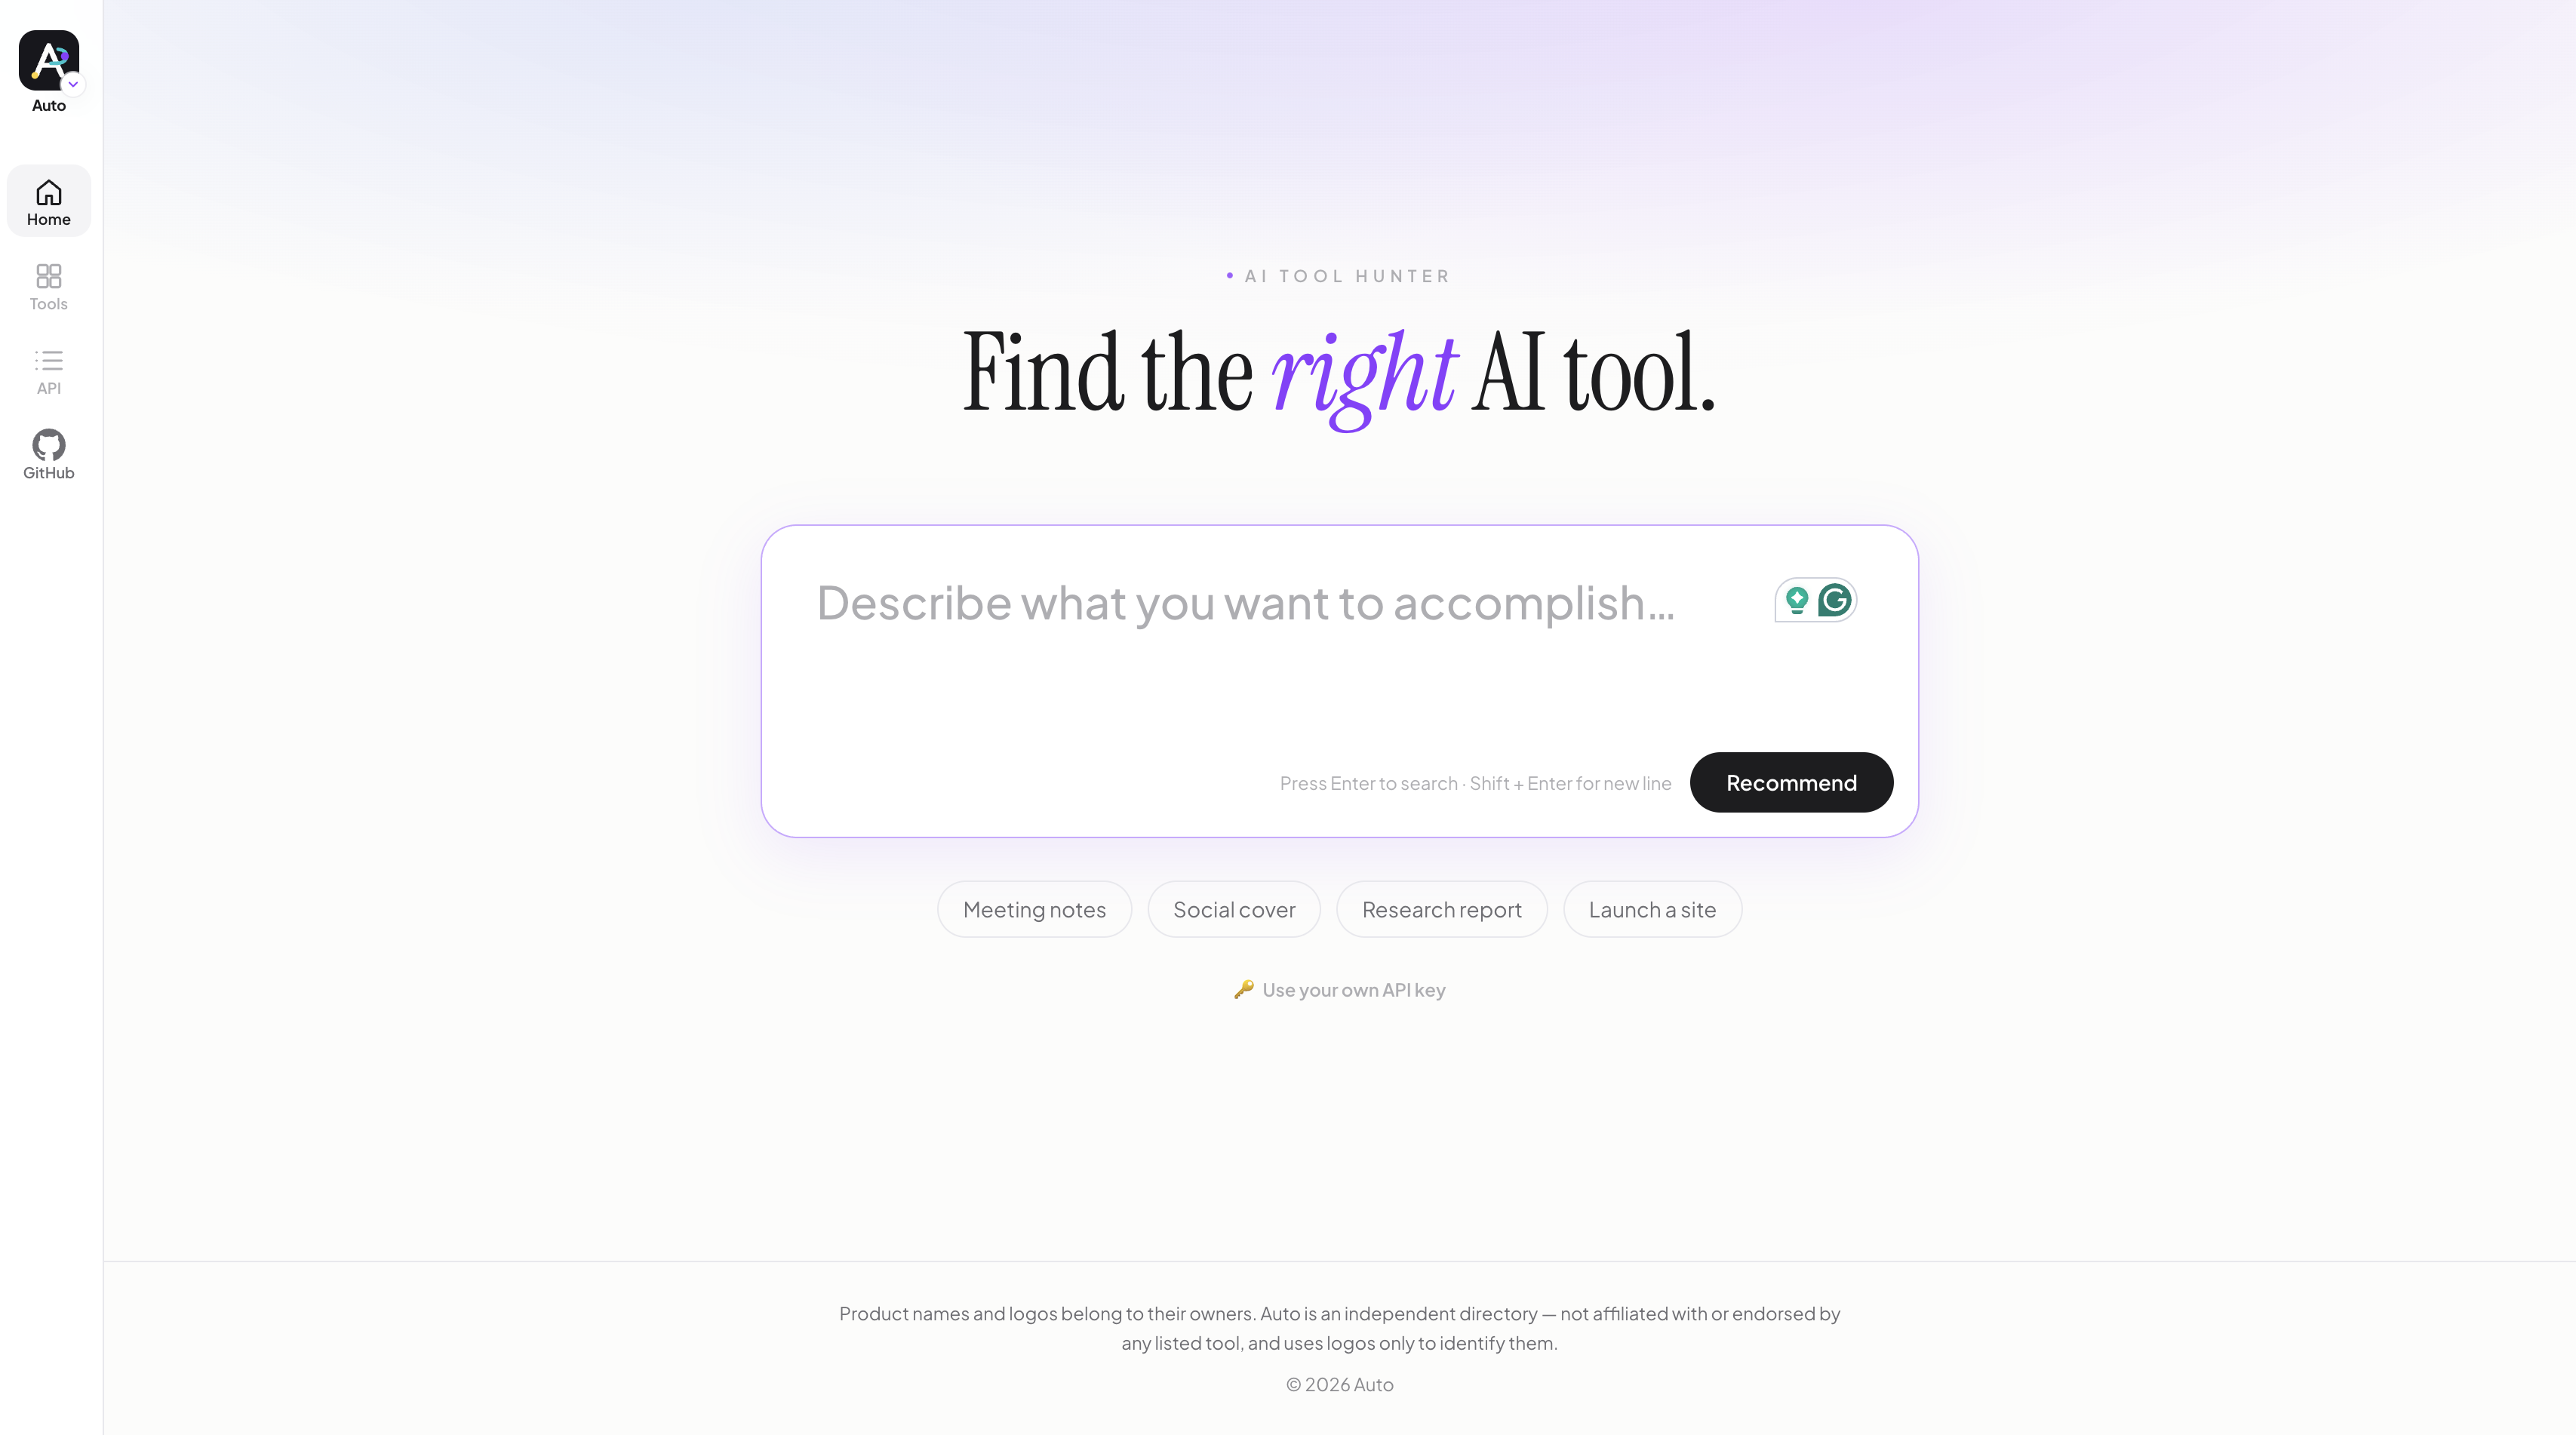 Auto
Home
Tools
API
GitHub
AI TOOL HUNTER
Find the right AI tool.
Describe what you want to accomplish...
Press Enter to search · Shift + Enter for new line
Recommend
Meeting notes
Social cover
Research report
Launch a site
Use your own API key
Product names and logos belong to their owners. Auto is an independent directory — not affiliated with or endorsed by
any listed tool, and uses logos only to identify them.
© 2026 Auto